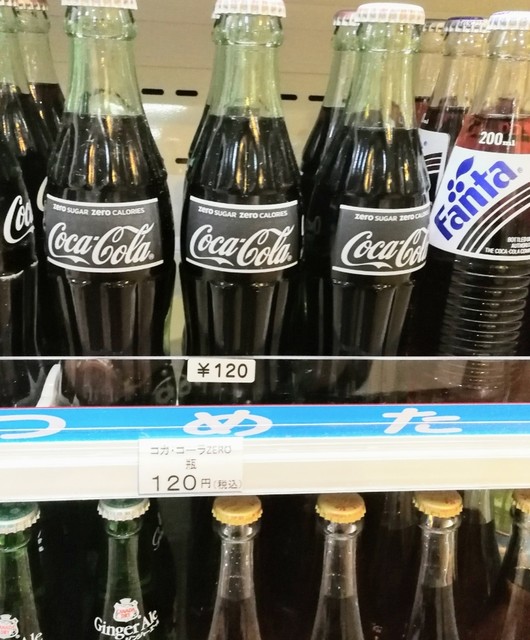 zero SUGAR zero CALORIES.
Coca-Cola
zero SUGAR zero CALORIES.
Coca-Cola
zero SUGAR zero CALORIES.
Coca-Cola
200ml
Fanta
¥120
つめた
コカ・コーラZERO
瓶
120円(税込)
Ginger Ale